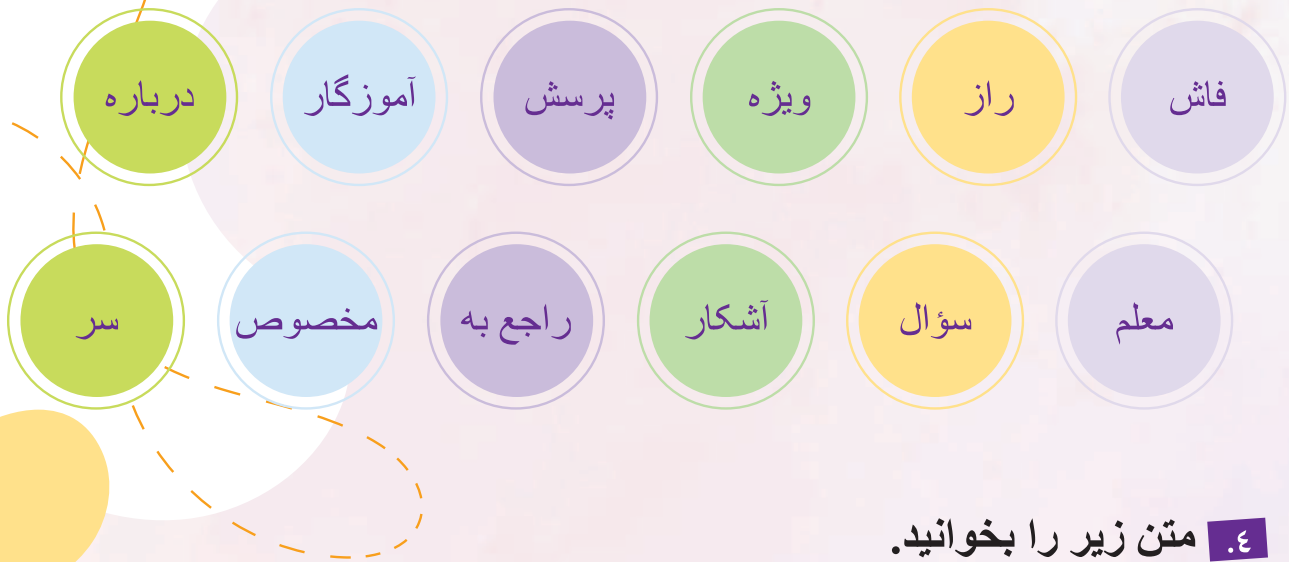 فاش راز ویژه پرسش آموزگار درباره
معلم سؤال آشکار راجع به مخصوص سر
٤. متن زیر را بخوانید.